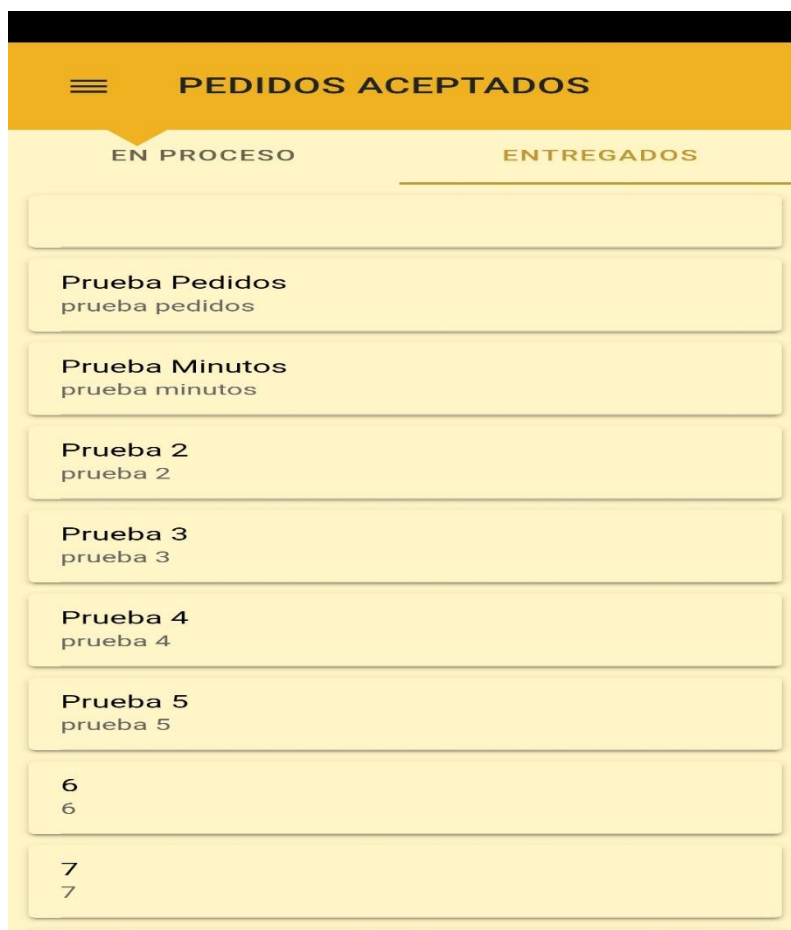 PEDIDOS ACEPTADOS
EN PROCESO
ENTREGADOS
Prueba Pedidos
prueba pedidos
Prueba Minutos
prueba minutos
Prueba 2
prueba 2
Prueba 3
prueba 3
Prueba 4
prueba 4
Prueba 5
prueba 5
6
6
7
7